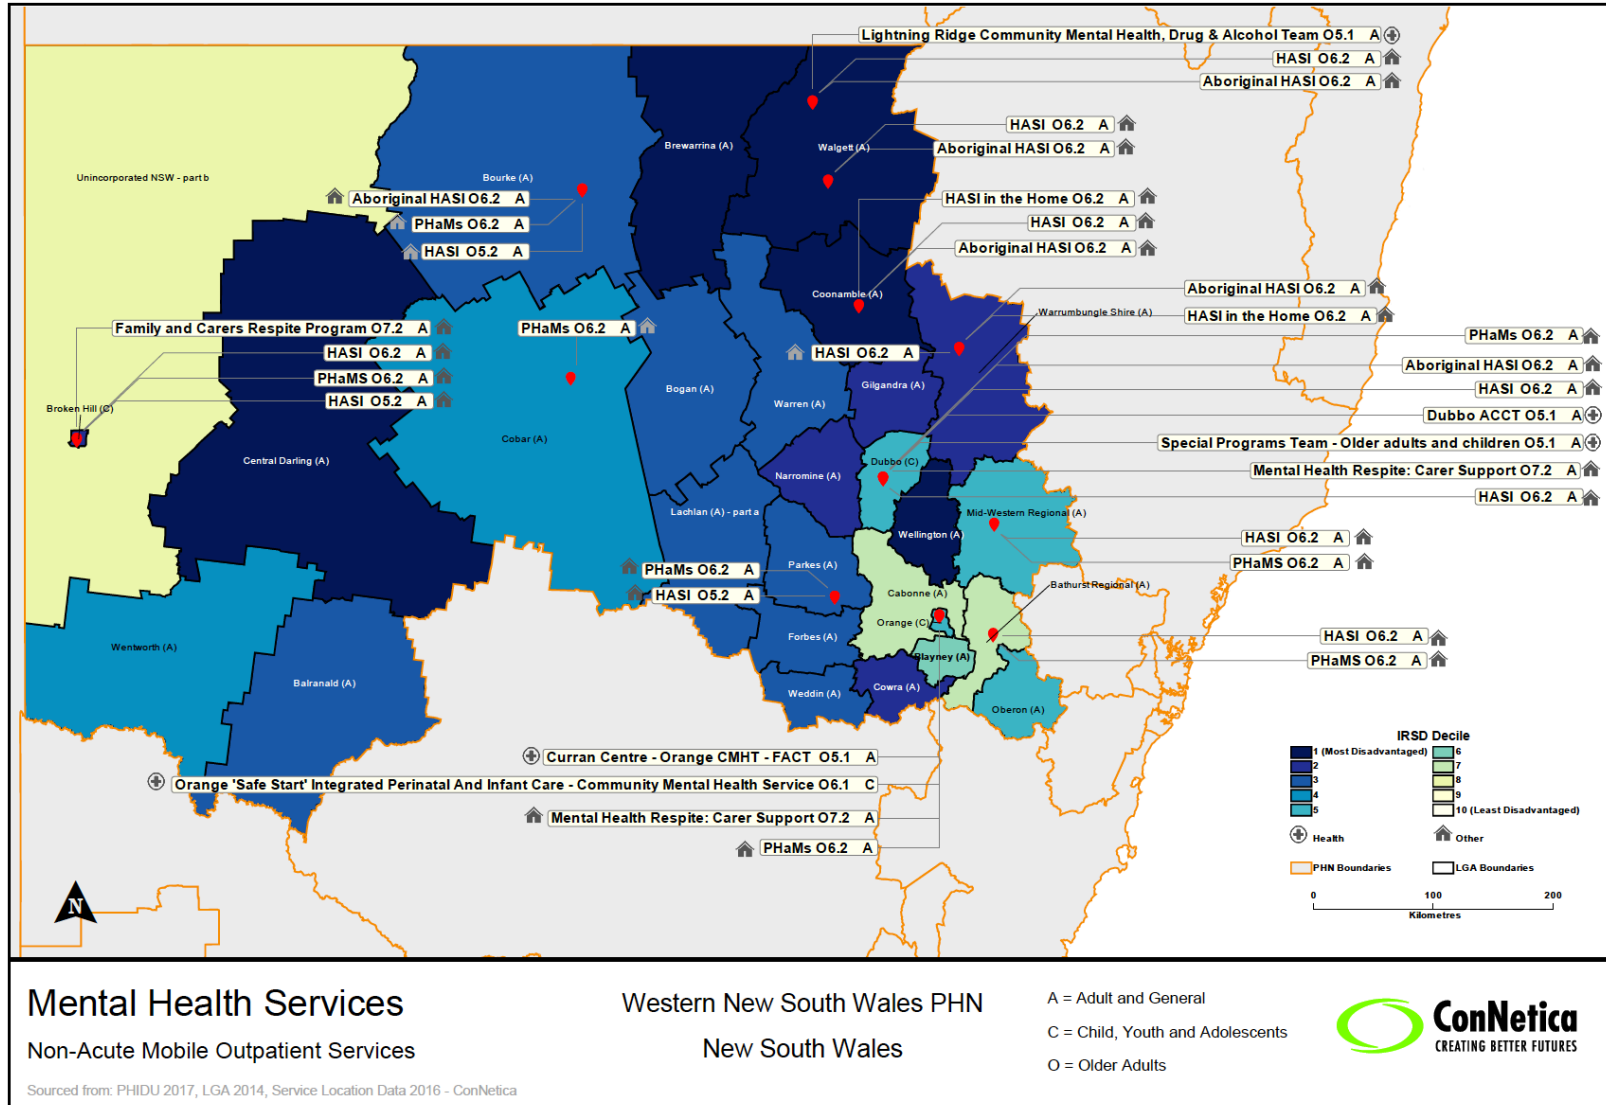 Lightning Ridge Community Mental Health, Drug & Alcohol Team O5.1 A
HASI O6.2 A
Aboriginal HASI O6.2 A
HASI O6.2 A
Aboriginal HASI O6.2 A
Brewarrina (A)
Walgett (A)
Unincorporated NSW - part b
Bourke (A)
Aboriginal HASI O6.2 A
PHaMs O6.2 A
HASI O5.2 A
HASI in the Home O6.2 A
HASI O6.2 A
Aboriginal HASI O6.2 A
Coonamble (A)
Aboriginal HASI O6.2 A
HASI in the Home O6.2 A
Warrumbungle Shire (A)
Family and Carers Respite Program O7.2 A
HASI O6.2 A
PHaMS O6.2 A
HASI O5.2 A
PHaMs O6.2 A
HASI O6.2 A
PHaMs O6.2 A
Aboriginal HASI O6.2 A
HASI O6.2 A
Dubbo ACCT O5.1 A
Special Programs Team - Older adults and children O5.1 A
Mental Health Respite: Carer Support O7.2 A
HASI O6.2 A
Bogan (A)
Gilgandra (A)
Warren (A)
Broken Hill (C)
Cobar (A)
Central Darling (A)
Dubbo (C)
Narromine (A)
Lachlan (A) - part a
Mid-Western Regional (A)
Wellington (A)
HASI O6.2 A
PHaMS O6.2 A
Parkes (A)
PHaMs O6.2 A
HASI O5.2 A
Bathurst Regional (A)
Cabonne (A)
Orange (C)
Forbes (A)
Blayney (A)
HASI O6.2 A
PHaMS O6.2 A
Wentworth (A)
Balranald (A)
Weddin (A)
Cowra (A)
Oberon (A)
Curran Centre - Orange CMHT - FACT O5.1 A
Orange 'Safe Start' Integrated Perinatal And Infant Care - Community Mental Health Service O6.1 C
Mental Health Respite: Carer Support O7.2 A
PHaMs O6.2 A
IRSD Decile
1 (Most Disadvantaged) 6
2 7
3 8
4 9
5 10 (Least Disadvantaged)
Health Other
PHN Boundaries LGA Boundaries
0 100 200
Kilometres
N
Mental Health Services
Non-Acute Mobile Outpatient Services
Sourced from: PHIDU 2017, LGA 2014, Service Location Data 2016 - ConNetica
Western New South Wales PHN
New South Wales
A = Adult and General
C = Child, Youth and Adolescents
O = Older Adults
ConNetica
CREATING BETTER FUTURES